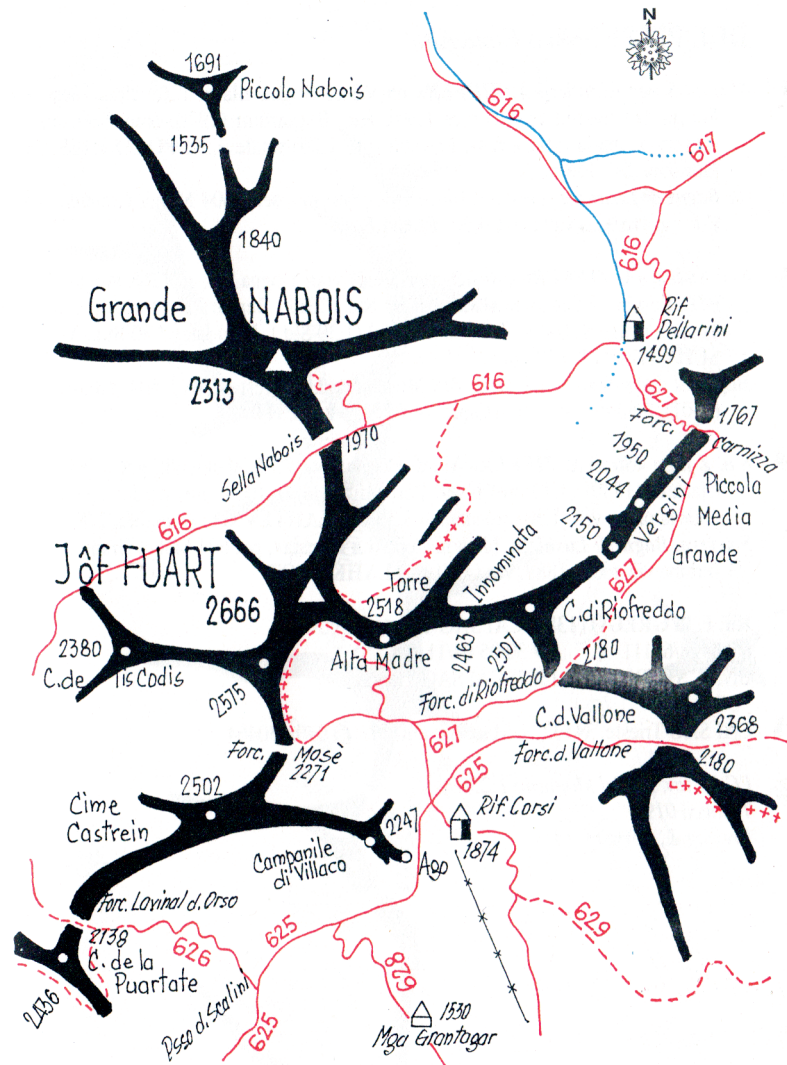 N
1691
Piccolo Nabois
1535
616
617
1840
616
Grande NABOIS
2313
Rif.
Pellarini
1499
616
627
1767
Forc.
Carnizza
1970
Sella Nabois
1950
2044
2150
Vergini
Piccola
Media
Grande
616
627
Jôf FUART
2666
Torre
2518
Innominata
C. di Riofreddo
2380
C. de lis Codis
Alta Madre
2463
2507
2180
2575
Forc. di Riofreddo
C. d. Vallone
2368
Forc. Mosè
2271
627
Forc. d. Vallone
2180
625
2502
Cime
Castrein
2247
Rif. Corsi
1874
Campanile
di Villaco
Ago
Forc. Lavinal d. Orso
2138
626
625
629
C. de la
Puartate
2436
628
Psso d. Scalini
625
1530
Mga Grantagar